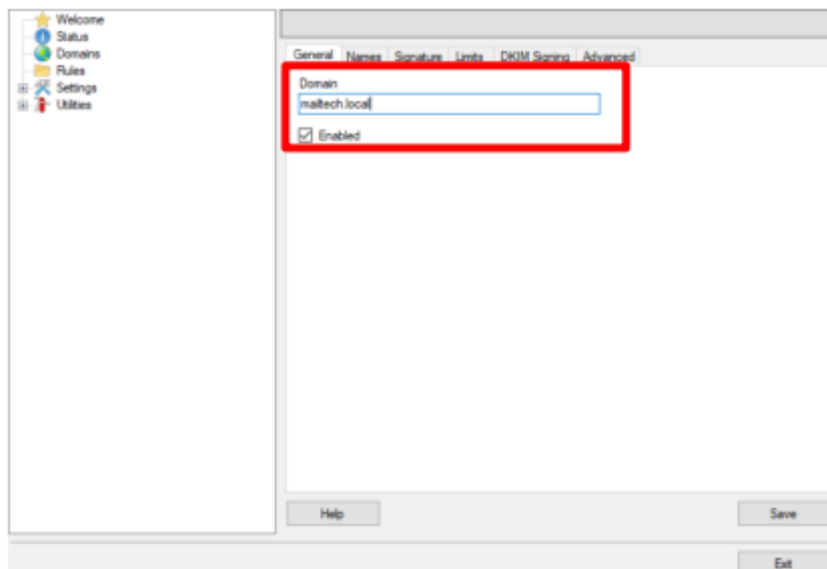 Welcome
Status
Domains
Rules
Settings
Utilities
General Names Signature Limits DKIM Signing Advanced
Domain
mailtech.local
Enabled
Help
Save
Exit